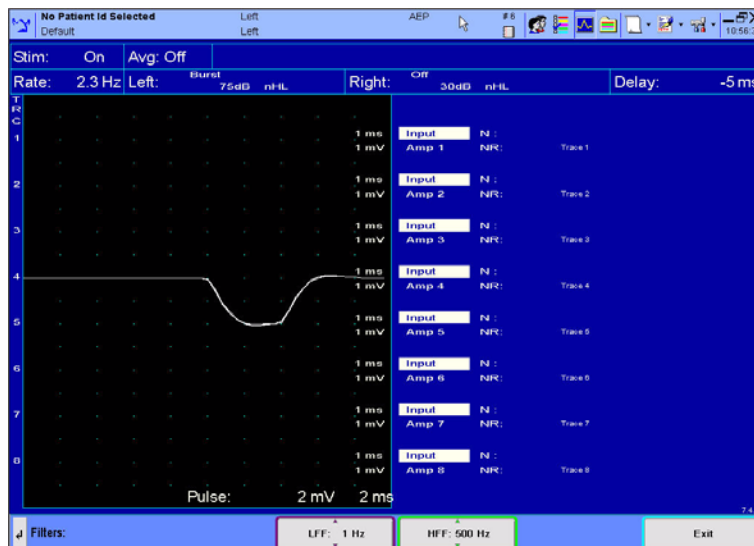 No Patient Id Selected Left AEP #6
Default Left 10:56:
Stim: On Avg: Off
Rate: 2.3 Hz Left: Burst 75dB nHL Right: Off 30dB nHL Delay: -5 ms
TRC
1 1 ms Input N :
1 mV Amp 1 NR: Trace 1
2 1 ms Input N :
1 mV Amp 2 NR: Trace 2
3 1 ms Input N :
1 mV Amp 3 NR: Trace 3
4 1 ms Input N :
1 mV Amp 4 NR: Trace 4
5 1 ms Input N :
1 mV Amp 5 NR: Trace 5
6 1 ms Input N :
1 mV Amp 6 NR: Trace 6
7 1 ms Input N :
1 mV Amp 7 NR: Trace 7
8 1 ms Input N :
1 mV Amp 8 NR: Trace 8
Pulse: 2 mV 2 ms
7.4
Filters: LFF: 1 Hz HFF: 500 Hz Exit